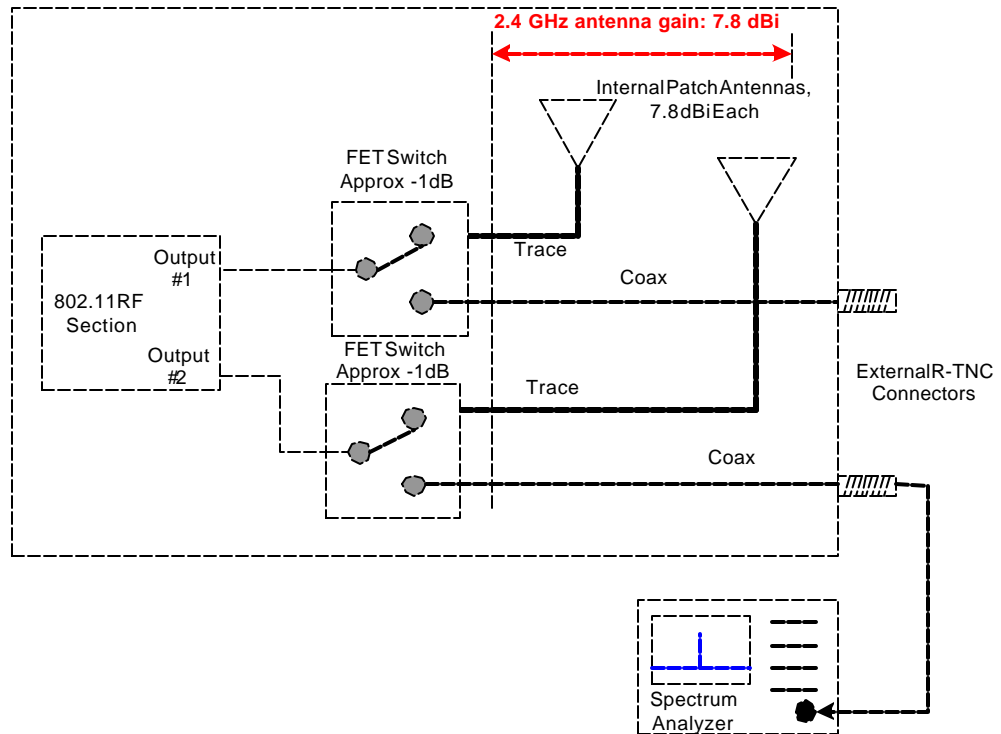 2.4 GHz antenna gain: 7.8 dBi
InternalPatchAntennas,
7.8dBiEach
FETSwitch
Approx -1dB
Output
#1
Trace
802.11RF
Section
Coax
Output
#2
FETSwitch
Approx -1dB
Trace
ExternalR-TNC
Connectors
Coax
Spectrum
Analyzer